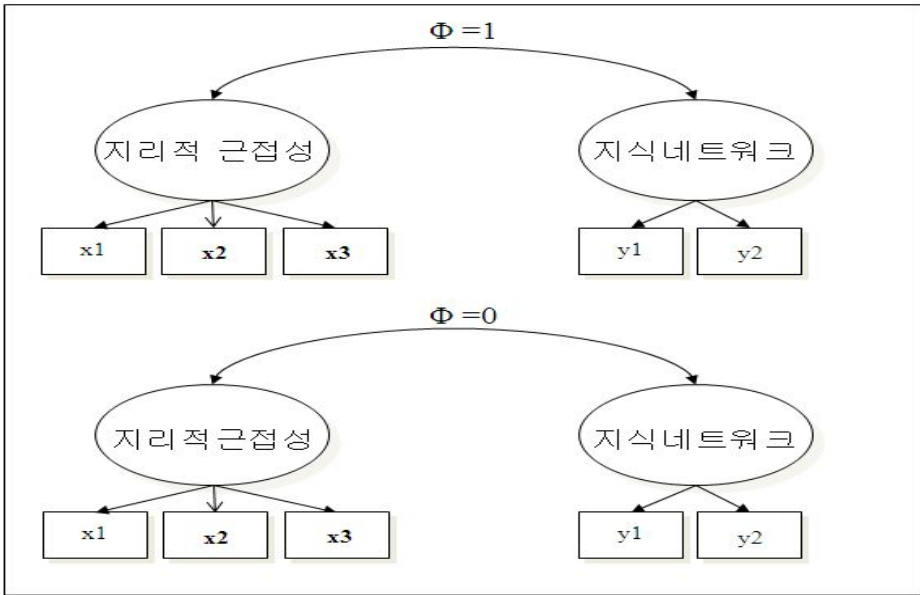 Φ =1
지리적 근접성 지식네트워크
x1 x2 x3 y1 y2
Φ =0
지리적근접성 지식네트워크
x1 x2 x3 y1 y2